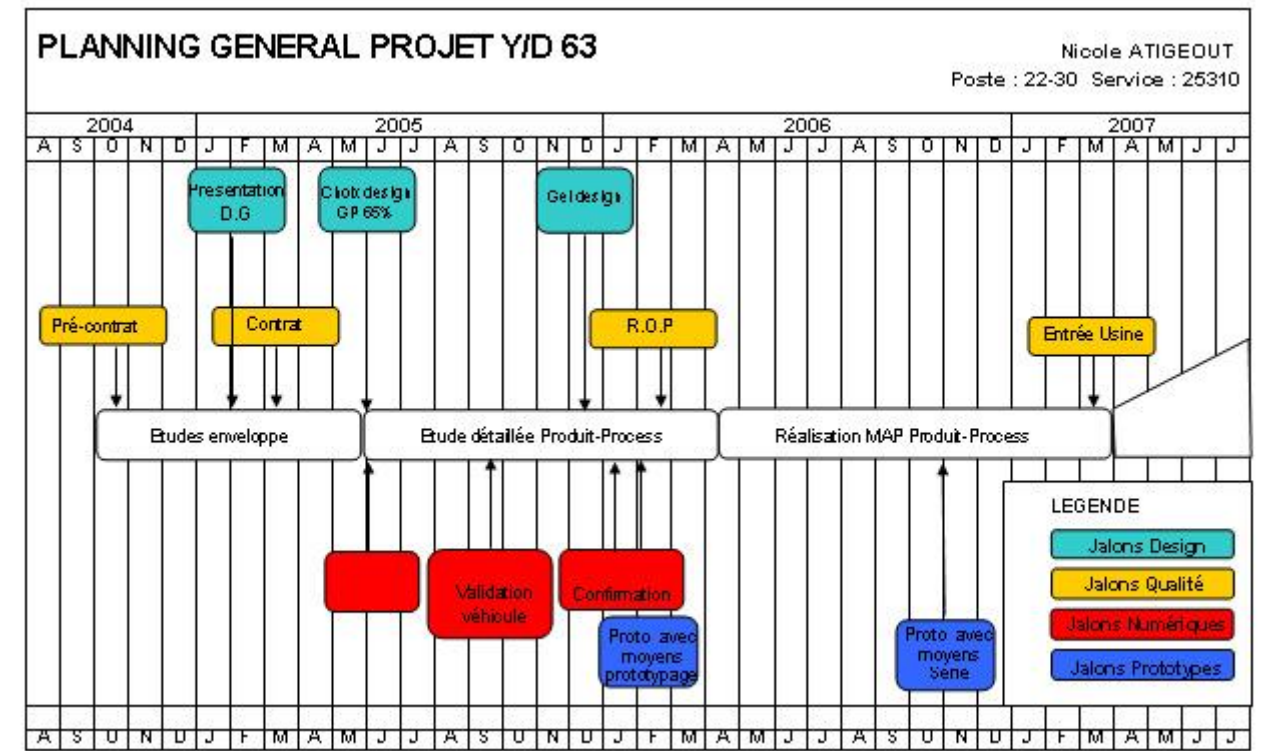 PLANNING GENERAL PROJET Y/D 63
Nicole ATIGEOUT
Poste : 22-30 Service : 25310
2004 2005 2006 2007
A S O N D J F M A M J J A S O N D J F M A M J J A S O N D J F M A M J J
Presentation
D.G
Choix design
GP 65%
Gel design
Pré-contrat
Contrat
R.O.P
Entrée Usine
Etudes enveloppe
Etude détaillée Produit-Process
Réalisation MAP Produit-Process
Validation
véhicule
Confirmation
Proto avec
moyens
prototypage
Proto avec
moyens
Série
LEGENDE
Jalons Design
Jalons Qualité
Jalons Numériques
Jalons Prototypes
A S O N D J F M A M J J A S O N D J F M A M J J A S O N D J F M A M J J